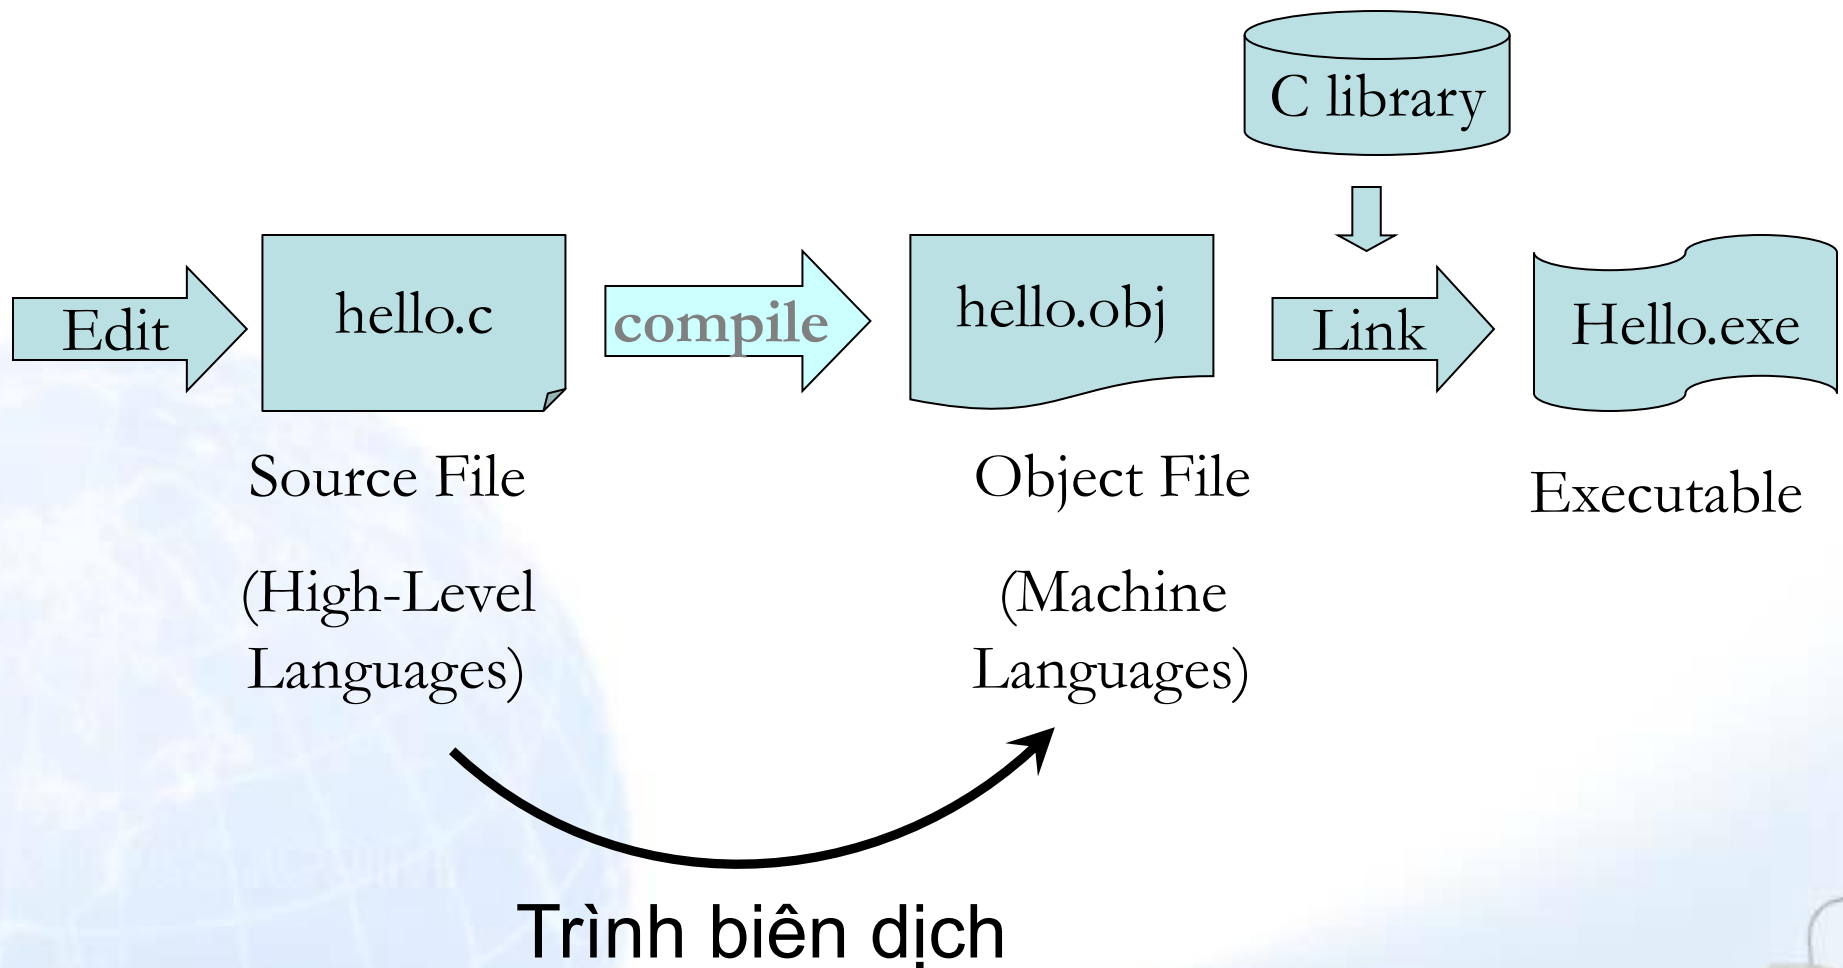 C library
Edit
hello.c
compile
hello.obj
Link
Hello.exe
Source File
(High-Level
Languages)
Object File
(Machine
Languages)
Executable
Trình biên dịch